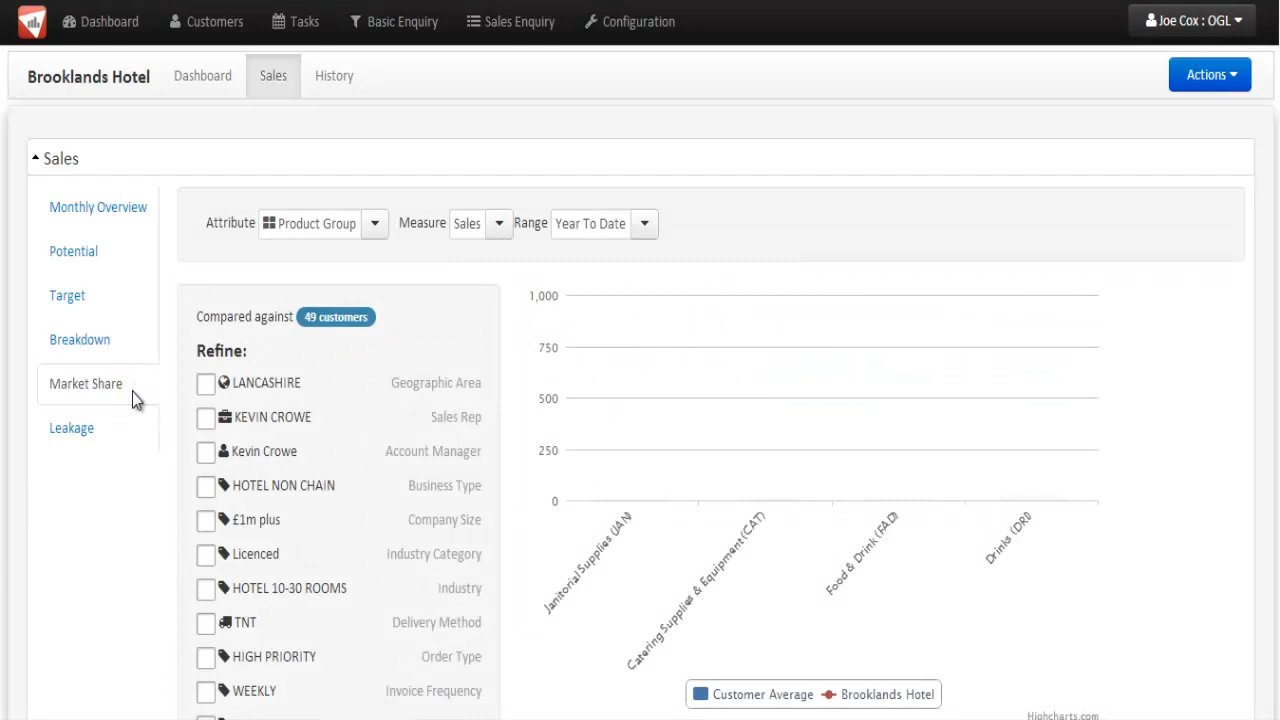 Dashboard Customers Tasks Basic Enquiry Sales Enquiry Configuration Joe Cox : OGL
Brooklands Hotel Dashboard Sales History Actions
Sales
Monthly Overview
Potential
Target
Breakdown
Market Share
Leakage
Attribute Product Group Measure Sales Range Year To Date
Compared against 49 customers
Refine:
LANCASHIRE Geographic Area
KEVIN CROWE Sales Rep
Kevin Crowe Account Manager
HOTEL NON CHAIN Business Type
£1m plus Company Size
Licenced Industry Category
HOTEL 10-30 ROOMS Industry
TNT Delivery Method
HIGH PRIORITY Order Type
WEEKLY Invoice Frequency
1,000
750
500
250
0
Janitorial Supplies (JAN)
Catering Supplies & Equipment (CAT)
Food & Drink (FAD)
Drinks (DRI)
Customer Average Brooklands Hotel
Highcharts.com